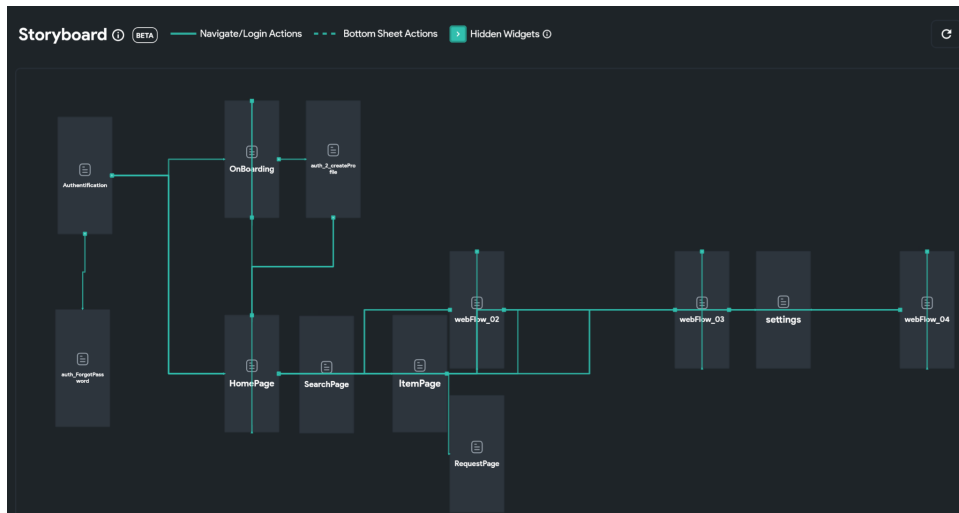 Storyboard BETA Navigate/Login Actions Bottom Sheet Actions Hidden Widgets
OnBoarding
auth_2_createPro
file
Authentification
webFlow_02
webFlow_03
settings
webFlow_04
auth_ForgotPass
word
HomePage
SearchPage
ItemPage
RequestPage